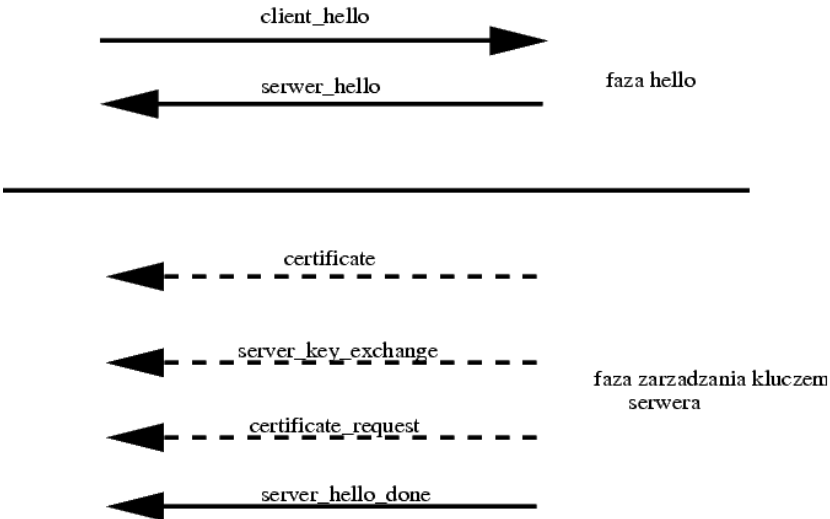 client_hello
serwer_hello
faza hello
certificate
server_key_exchange
certificate_request
server_hello_done
faza zarzadzania kluczem
serwera